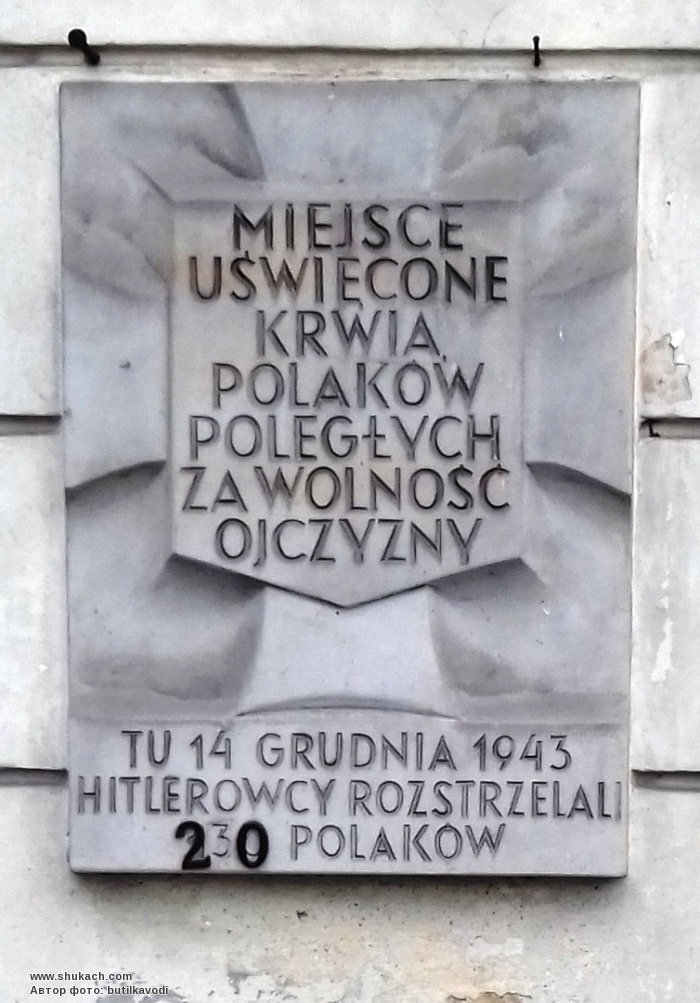 MIEJSCE
UŚWIĘCONE
KRWIĄ
POLAKÓW
POLEGŁYCH
ZA WOLNOŚĆ
OJCZYZNY
TU 14 GRUDNIA 1943
HITLEROWCY ROZSTRZELALI
230 POLAKÓW
www.shukach.com
Автор фото: butilkavodi